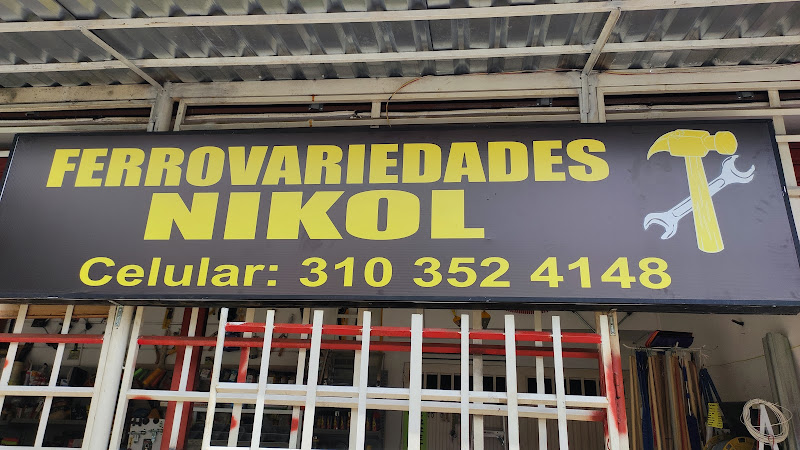 FERROVARIEDADES
NIKOL
Celular: 310 352 4148